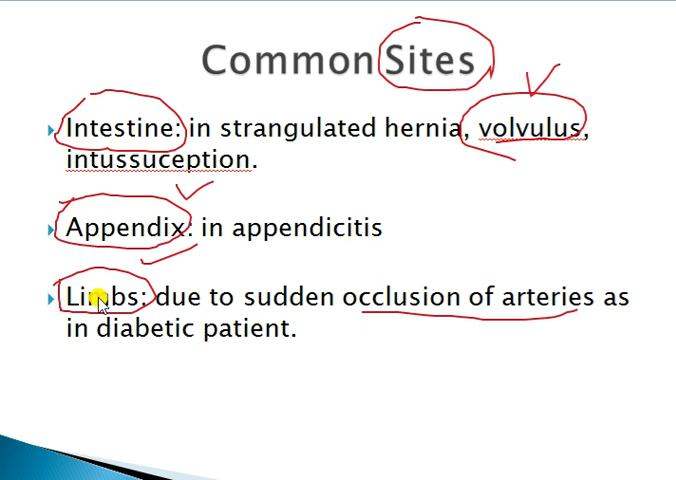 Common Sites
Intestine: in strangulated hernia, volvulus,
intussuception.
Appendix: in appendicitis
Limbs: due to sudden occlusion of arteries as
in diabetic patient.